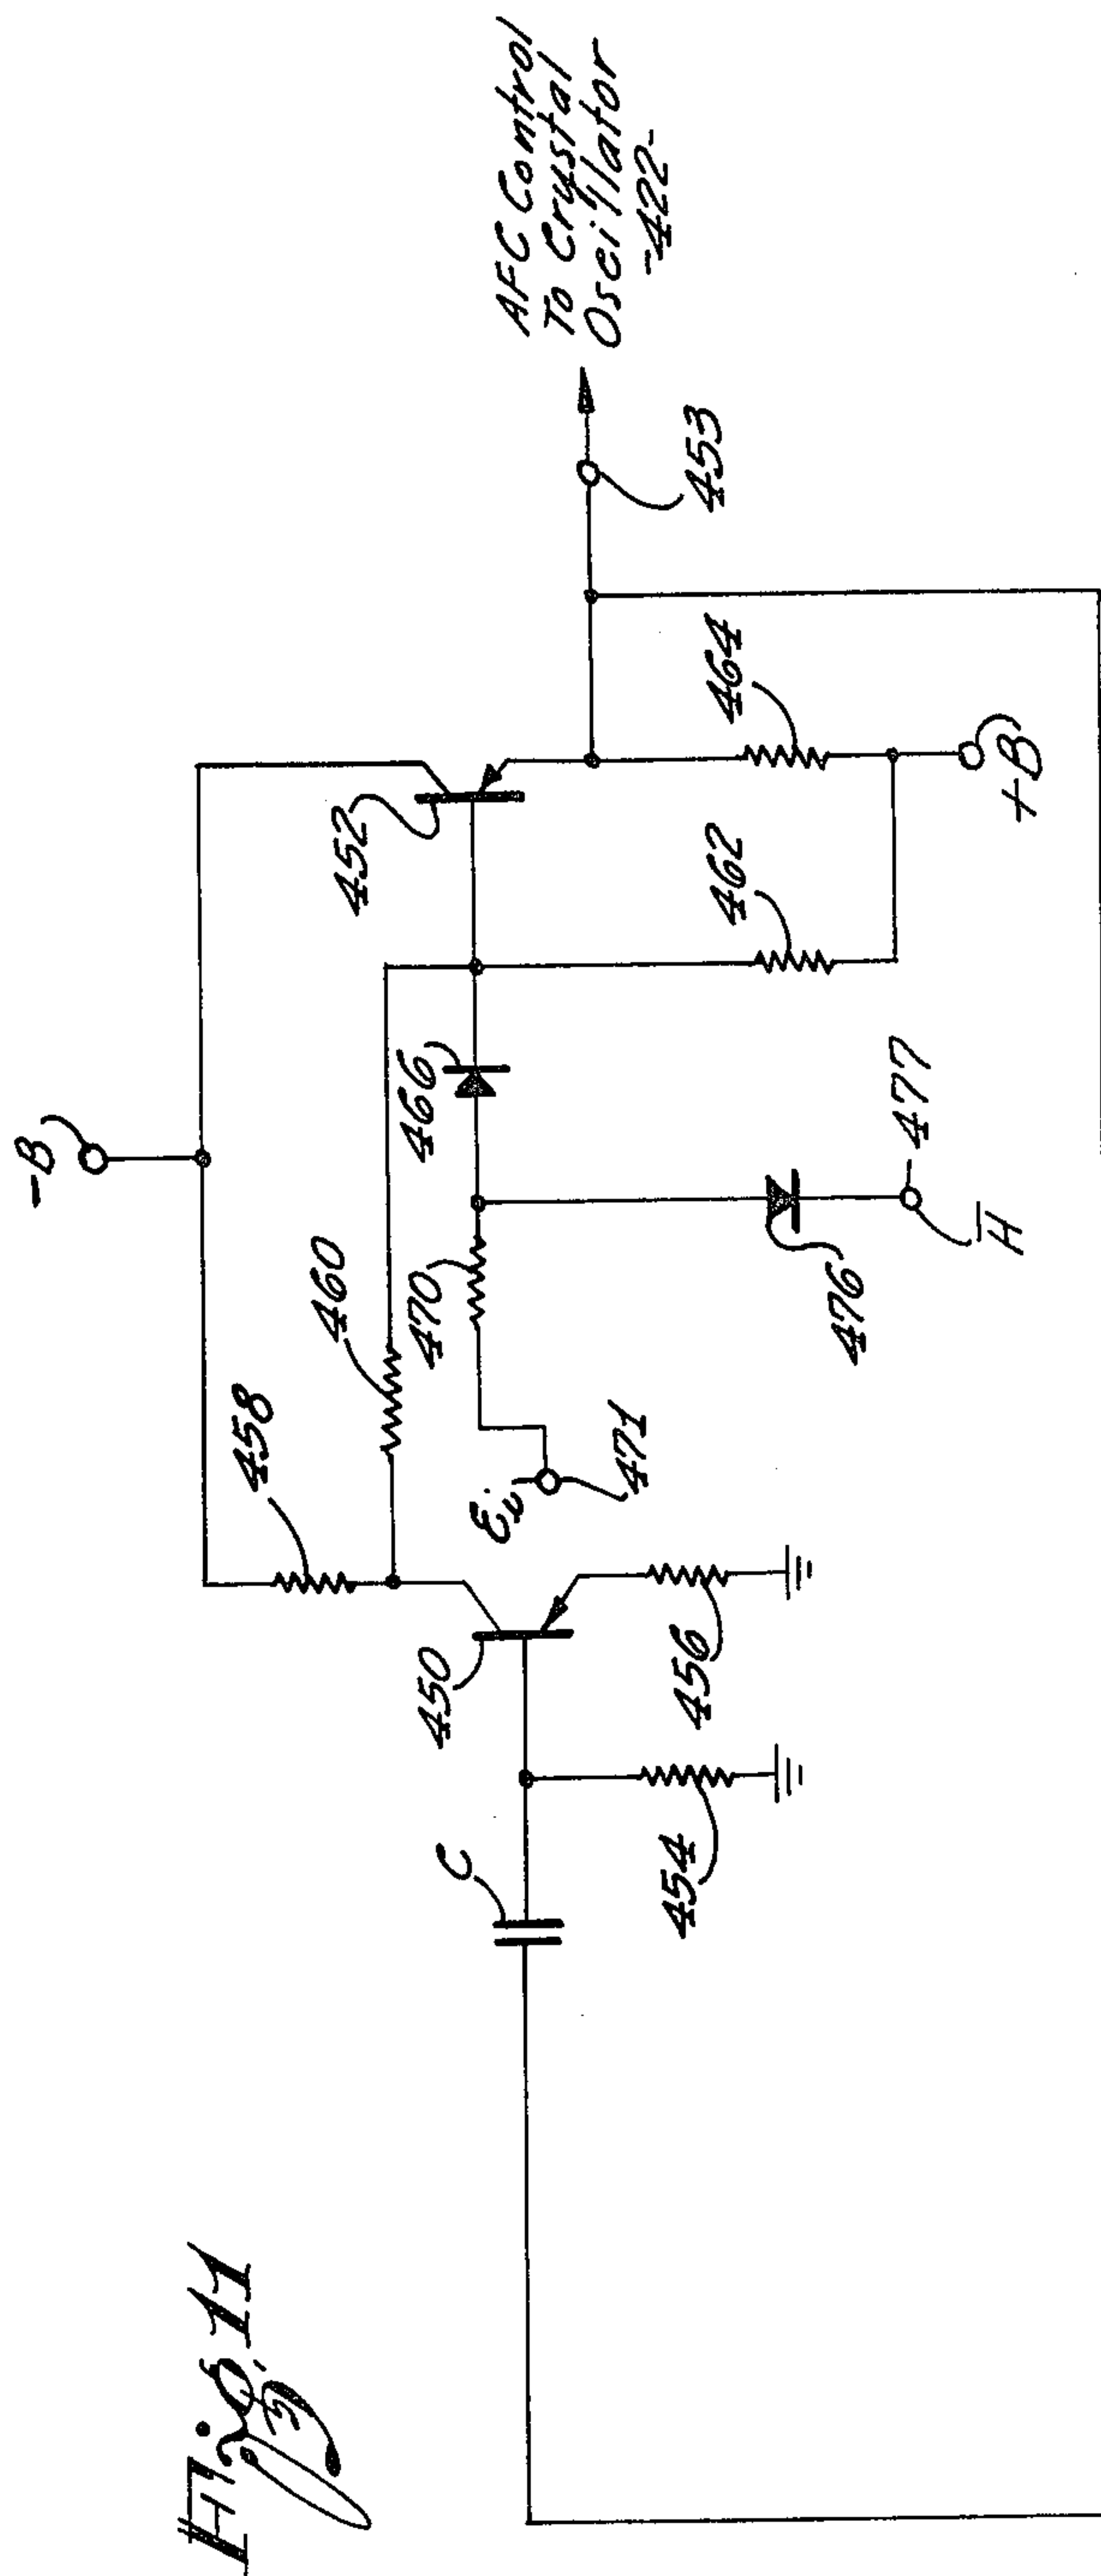 Fig. 11
-B
458
460
452
AFC Control
To Crystal
Oscillator
-422-
450
C
Ei
471
470
466
453
454
456
476
477
H̅
462
464
+B